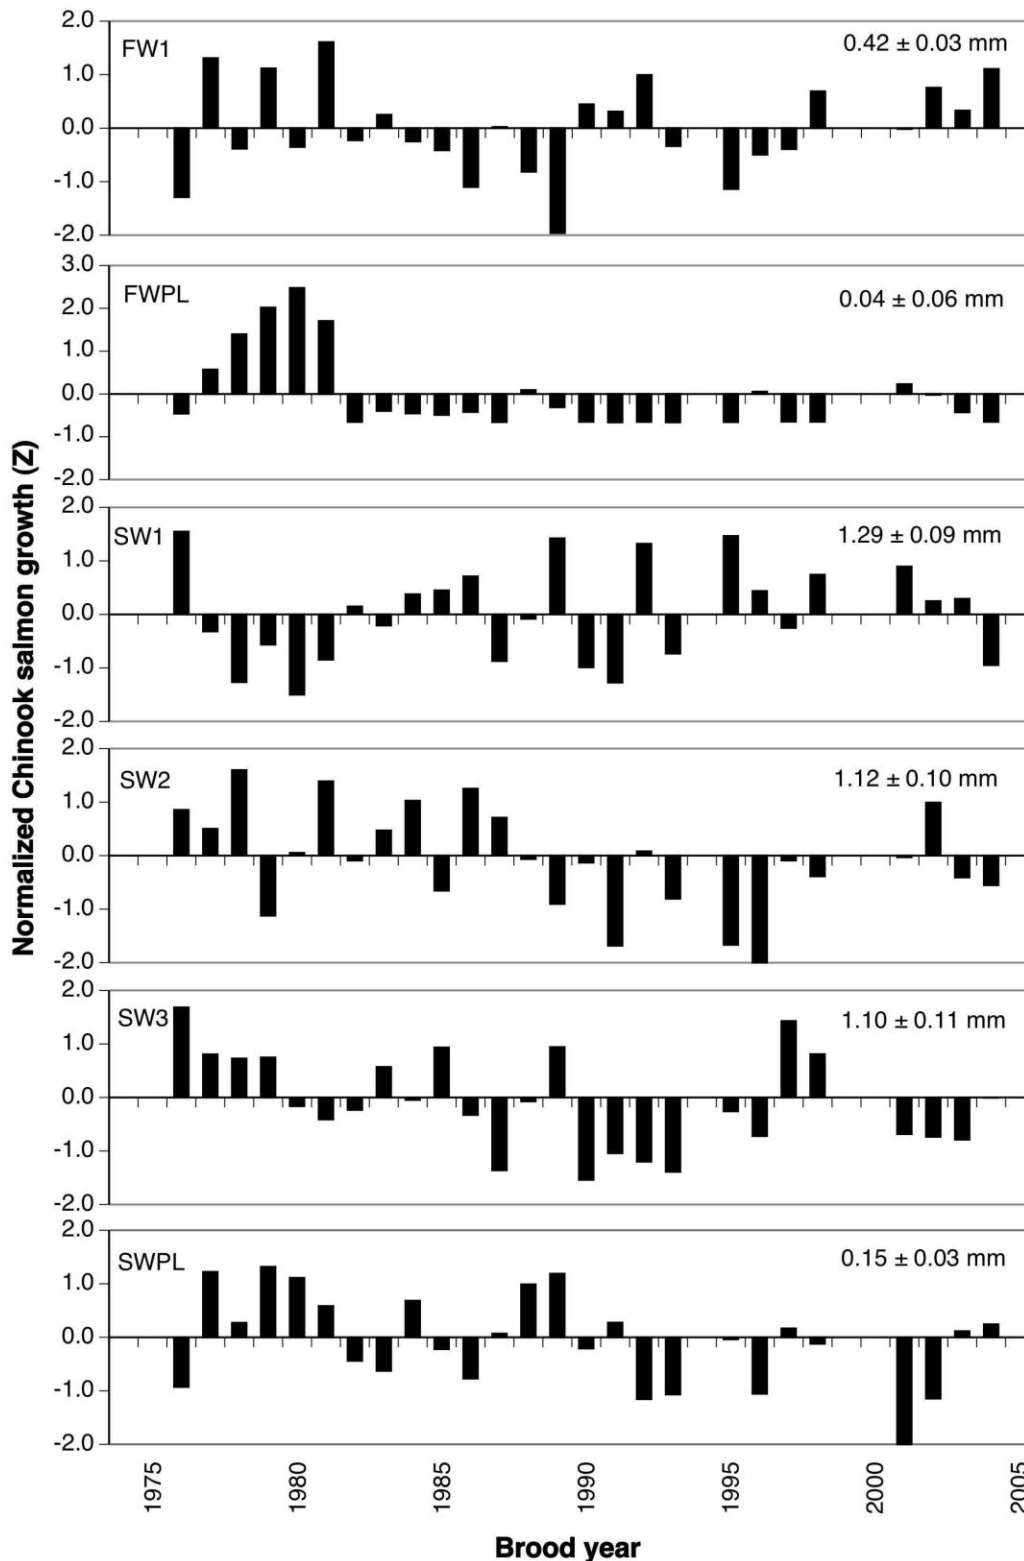 Normalized Chinook salmon growth (Z)
2.0
FW1
0.42 ± 0.03 mm
1.0
0.0
-1.0
-2.0
3.0
FWPL
0.04 ± 0.06 mm
2.0
1.0
0.0
-1.0
-2.0
2.0
SW1
1.29 ± 0.09 mm
1.0
0.0
-1.0
-2.0
2.0
SW2
1.12 ± 0.10 mm
1.0
0.0
-1.0
-2.0
2.0
SW3
1.10 ± 0.11 mm
1.0
0.0
-1.0
-2.0
2.0
SWPL
0.15 ± 0.03 mm
1.0
0.0
-1.0
-2.0
1975 1980 1985 1990 1995 2000 2005
Brood year